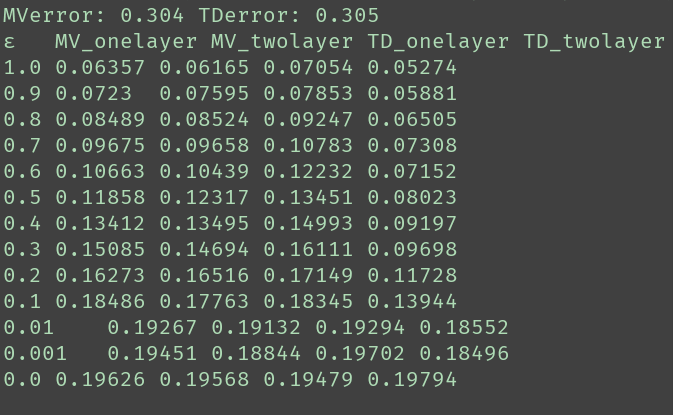 MVerror: 0.304 TDerror: 0.305
ε   MV_onelayer MV_twolayer TD_onelayer TD_twolayer
1.0 0.06357 0.06165 0.07054 0.05274
0.9 0.0723  0.07595 0.07853 0.05881
0.8 0.08489 0.08524 0.09247 0.06505
0.7 0.09675 0.09658 0.10783 0.07308
0.6 0.10663 0.10439 0.12232 0.07152
0.5 0.11858 0.12317 0.13451 0.08023
0.4 0.13412 0.13495 0.14993 0.09197
0.3 0.15085 0.14694 0.16111 0.09698
0.2 0.16273 0.16516 0.17149 0.11728
0.1 0.18486 0.17763 0.18345 0.13944
0.01    0.19267 0.19132 0.19294 0.18552
0.001   0.19451 0.18844 0.19702 0.18496
0.0 0.19626 0.19568 0.19479 0.19794